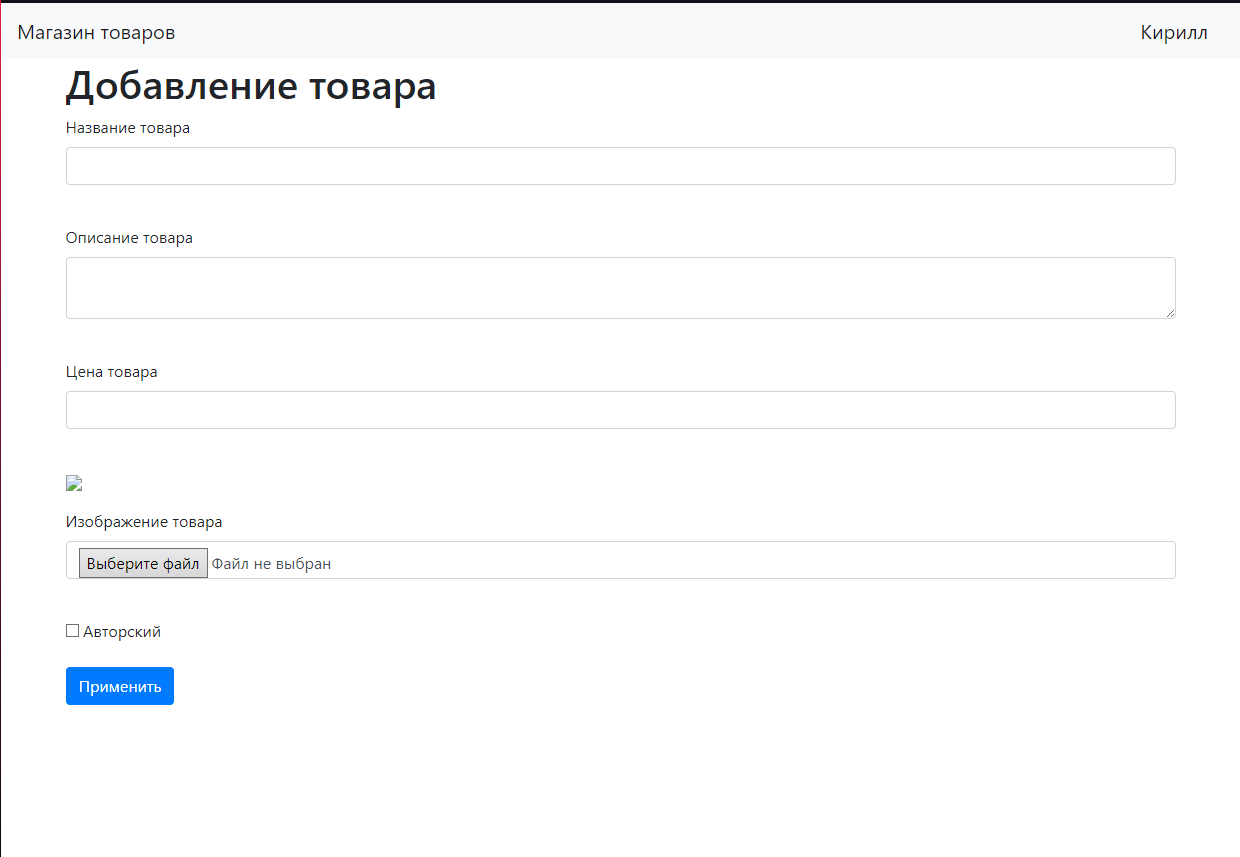 Магазин товаров
Кирилл
Добавление товара
Название товара
Описание товара
Цена товара
Изображение товара
Выберите файл Файл не выбран
Авторский
Применить